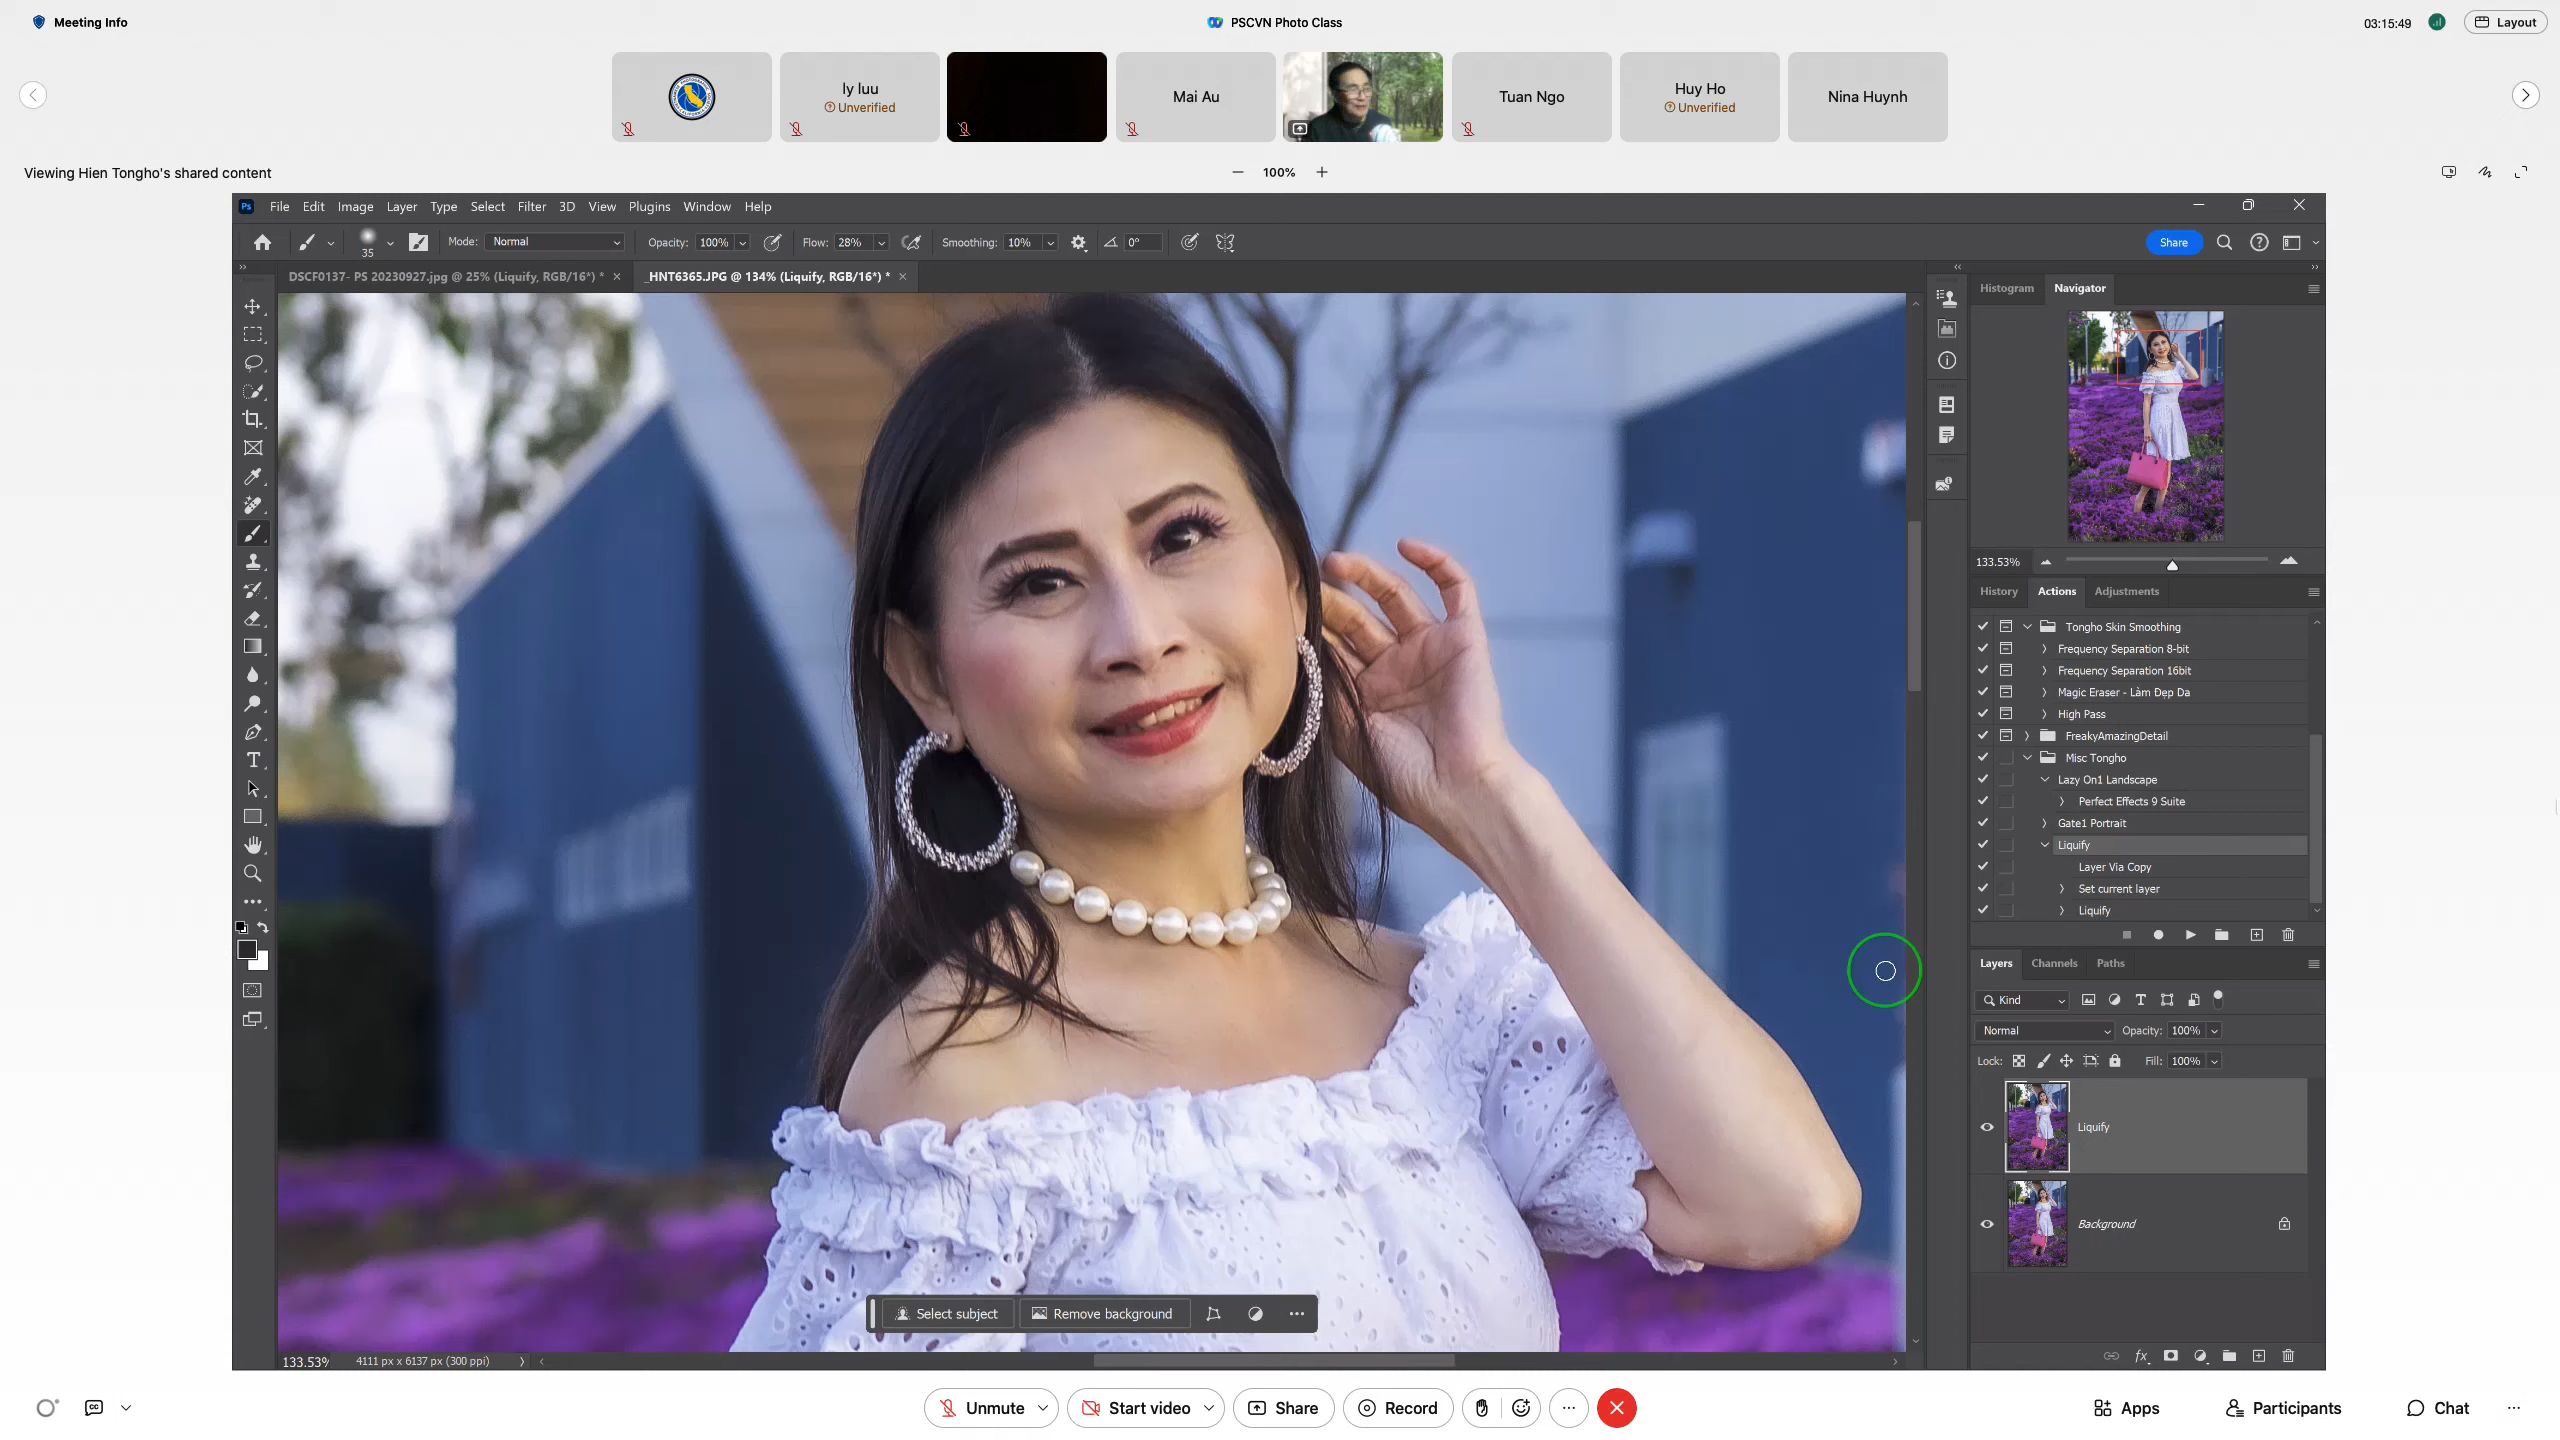 Meeting Info
PSCVN Photo Class
03:15:49
Layout
ly luu
Unverified
Mai Au
Tuan Ngo
Huy Ho
Unverified
Nina Huynh
Viewing Hien Tongho's shared content
100%
Ps File Edit Image Layer Type Select Filter 3D View Plugins Window Help
35
Mode: Normal
Opacity: 100%
Flow: 28%
Smoothing: 10%
0°
Share
DSCF0137- PS 20230927.jpg @ 25% (Liquify, RGB/16*) *
_HNT6365.JPG @ 134% (Liquify, RGB/16*) *
Histogram
Navigator
133.53%
History
Actions
Adjustments
Tongho Skin Smoothing
Frequency Separation 8-bit
Frequency Separation 16bit
Magic Eraser - Làm Đẹp Da
High Pass
FreakyAmazingDetail
Misc Tongho
Lazy On1 Landscape
Perfect Effects 9 Suite
Gate1 Portrait
Liquify
Layer Via Copy
Set current layer
Liquify
Layers
Channels
Paths
Kind
Normal
Opacity: 100%
Lock:
Fill: 100%
Liquify
Background
Select subject
Remove background
133.53%
4111 px x 6137 px (300 ppi)
Unmute
Start video
Share
Record
Apps
Participants
Chat